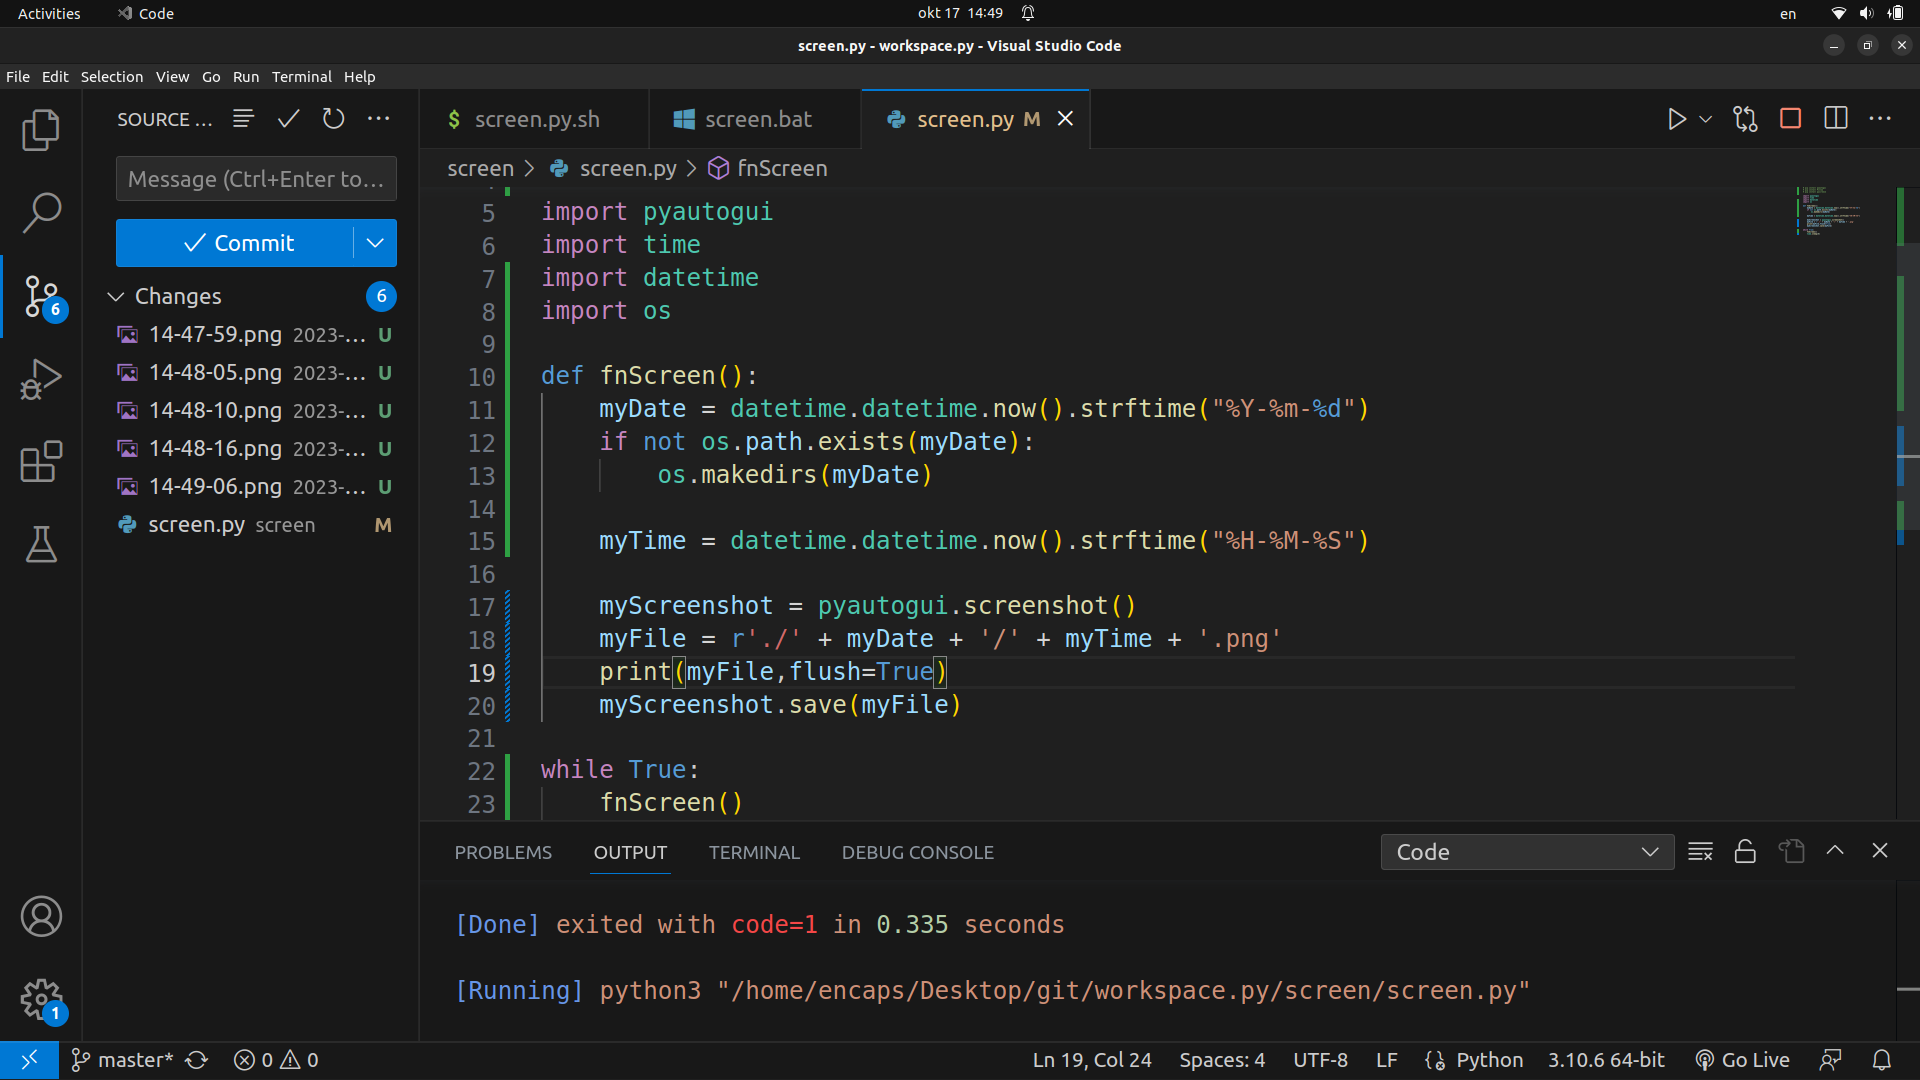 Activities
Code
okt 17 14:49
en
screen.py - workspace.py - Visual Studio Code
File Edit Selection View Go Run Terminal Help
SOURCE ...
Message (Ctrl+Enter to...
Commit
Changes 6
6
14-47-59.png 2023-... U
14-48-05.png 2023-... U
14-48-10.png 2023-... U
14-48-16.png 2023-... U
14-49-06.png 2023-... U
screen.py screen M
1
screen.py.sh
screen.bat
screen.py M
screen > screen.py > fnScreen
5 import pyautogui
6 import time
7 import datetime
8 import os
9
10 def fnScreen():
11     myDate = datetime.datetime.now().strftime("%Y-%m-%d")
12     if not os.path.exists(myDate):
13         os.makedirs(myDate)
14
15     myTime = datetime.datetime.now().strftime("%H-%M-%S")
16
17     myScreenshot = pyautogui.screenshot()
18     myFile = r'./' + myDate + '/' + myTime + '.png'
19     print(myFile,flush=True)
20     myScreenshot.save(myFile)
21
22 while True:
23     fnScreen()
PROBLEMS OUTPUT TERMINAL DEBUG CONSOLE
Code
[Done] exited with code=1 in 0.335 seconds
[Running] python3 "/home/encaps/Desktop/git/workspace.py/screen/screen.py"
master* 0 0
Ln 19, Col 24 Spaces: 4 UTF-8 LF Python 3.10.6 64-bit Go Live